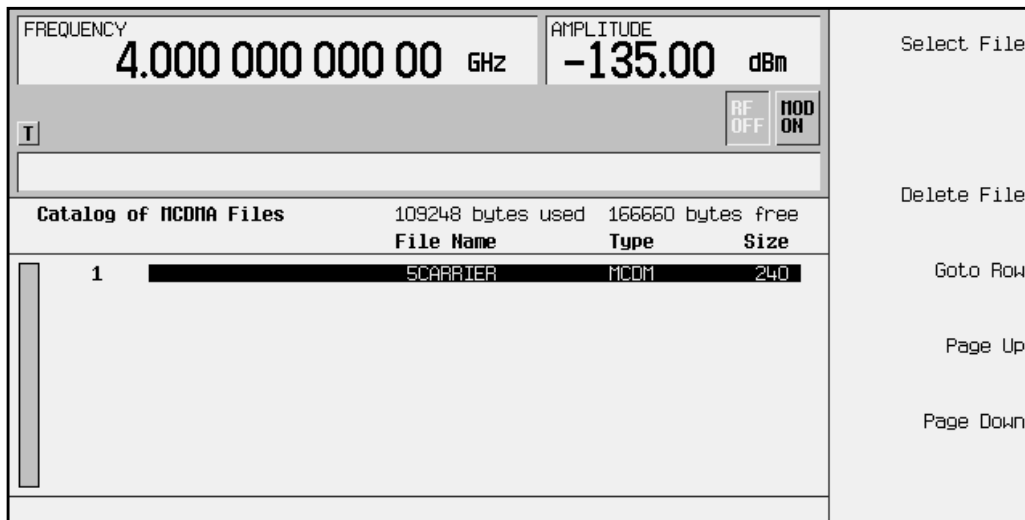 FREQUENCY
4.000 000 000 00 GHz
AMPLITUDE
-135.00 dBm
RF OFF
MOD ON
T
Catalog of MCDMA Files 109248 bytes used 166660 bytes free
File Name Type Size
1 5CARRIER MCDM 240
Select File
Delete File
Goto Row
Page Up
Page Down